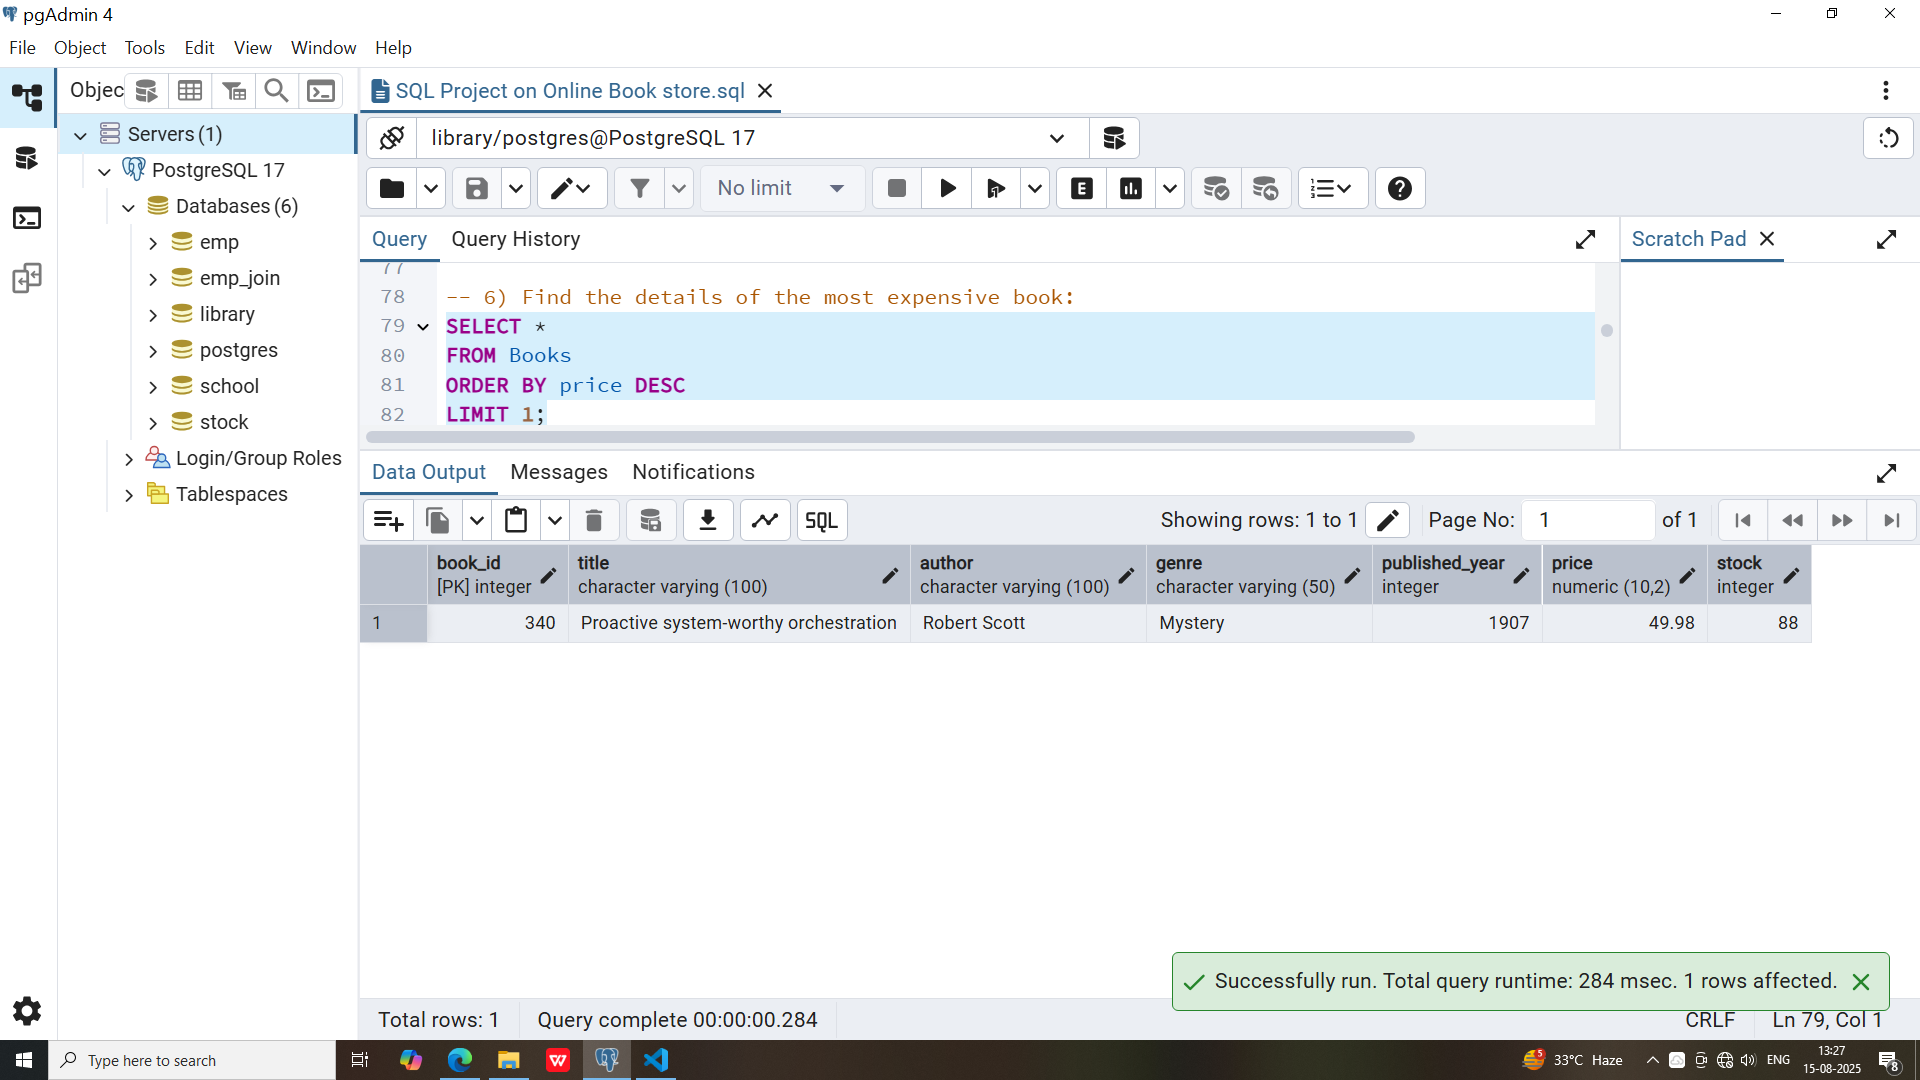 pgAdmin 4
File Object Tools Edit View Window Help
Objec
SQL Project on Online Book store.sql
Servers (1)
library/postgres@PostgreSQL 17
PostgreSQL 17
No limit
Databases (6)
Query Query History
Scratch Pad
emp
77
emp_join
78 -- 6) Find the details of the most expensive book:
library
79 SELECT *
postgres
80 FROM Books
school
81 ORDER BY price DESC
stock
82 LIMIT 1;
Login/Group Roles
Tablespaces
Data Output Messages Notifications
SQL
Showing rows: 1 to 1 Page No: 1 of 1
book_id title author genre published_year price stock
[PK] integer character varying (100) character varying (100) character varying (50) integer numeric (10,2) integer
1 340 Proactive system-worthy orchestration Robert Scott Mystery 1907 49.98 88
Successfully run. Total query runtime: 284 msec. 1 rows affected.
Total rows: 1 Query complete 00:00:00.284 CRLF Ln 79, Col 1
Type here to search
5 33°C Haze ENG 13:27
15-08-2025 8